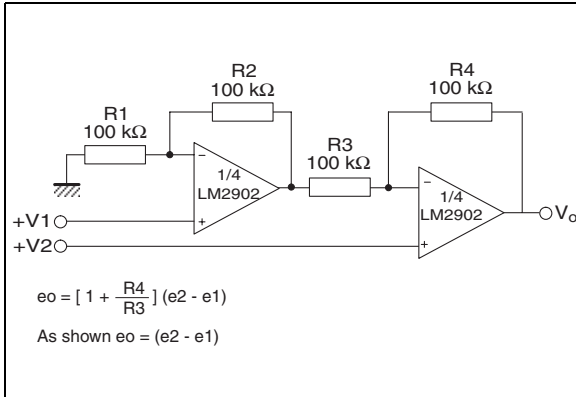 R1
100 kΩ
R2
100 kΩ
R3
100 kΩ
R4
100 kΩ
1/4
LM2902
1/4
LM2902
+V1
+V2
Vo
eo = [ 1 + R4/R3 ] (e2 - e1)
As shown eo = (e2 - e1)